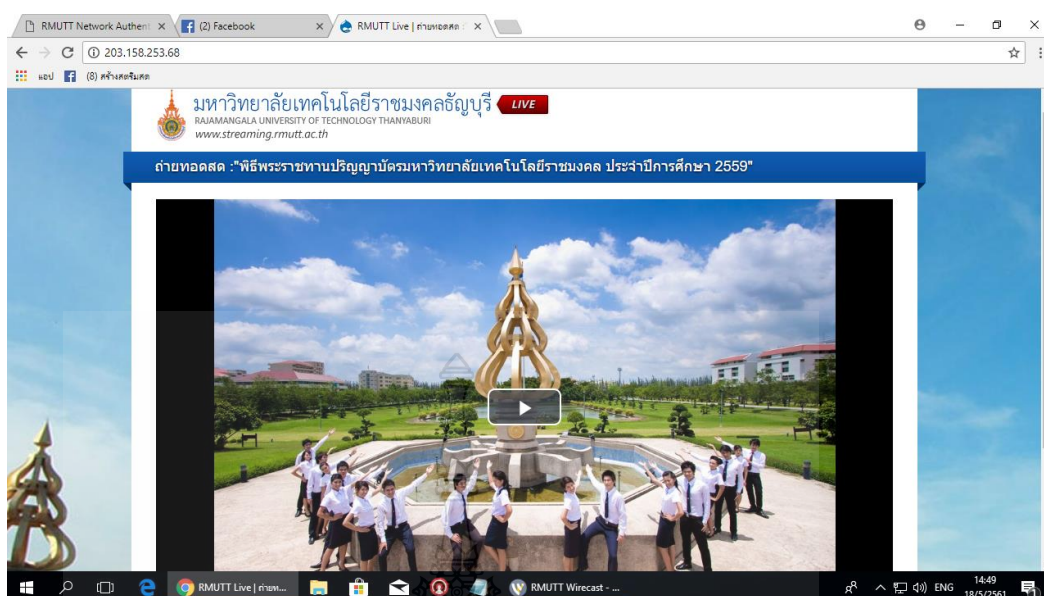 RMUTT Network Authent
(2) Facebook
RMUTT Live | ถ่ายทอดสด :
203.158.253.68
แอป
(8) สร้างสตรีมสด
มหาวิทยาลัยเทคโนโลยีราชมงคลธัญบุรี LIVE
RAJAMANGALA UNIVERSITY OF TECHNOLOGY THANYABURI
www.streaming.rmutt.ac.th
ถ่ายทอดสด :"พิธีพระราชทานปริญญาบัตรมหาวิทยาลัยเทคโนโลยีราชมงคล ประจำปีการศึกษา 2559"
RMUTT Live | ถ่ายท...
RMUTT Wirecast - ...
ENG
14:49
18/5/2561
1